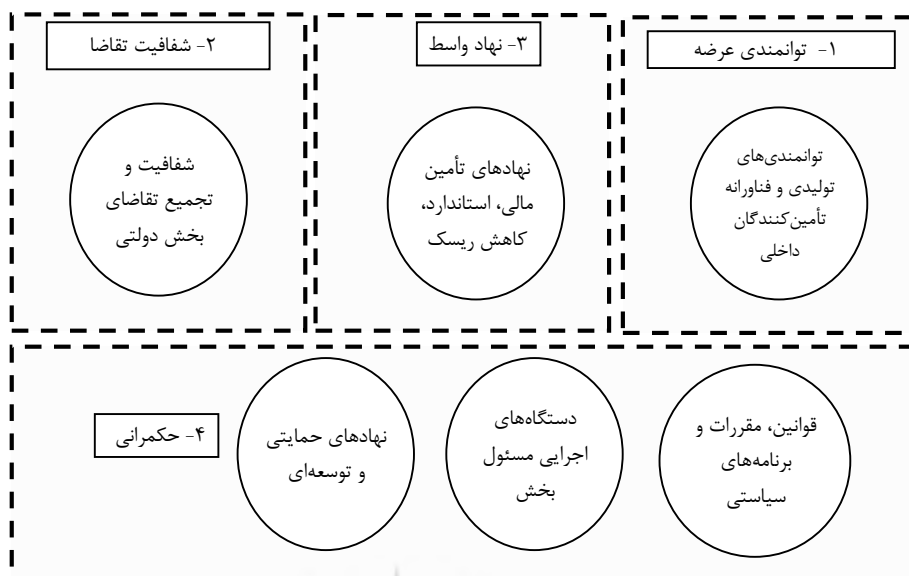 ۱- توانمندی عرضه
توانمندی‌های
تولیدی و فناورانه
تأمین‌کنندگان
داخلی
۳- نهاد واسط
نهادهای تأمین
مالی، استاندارد،
کاهش ریسک
۲- شفافیت تقاضا
شفافیت و
تجمیع تقاضای
بخش دولتی
قوانین، مقررات و
برنامه‌های
سیاستی
دستگاه‌های
اجرایی مسئول
بخش
نهادهای حمایتی
و توسعه‌ای
۴- حکمرانی